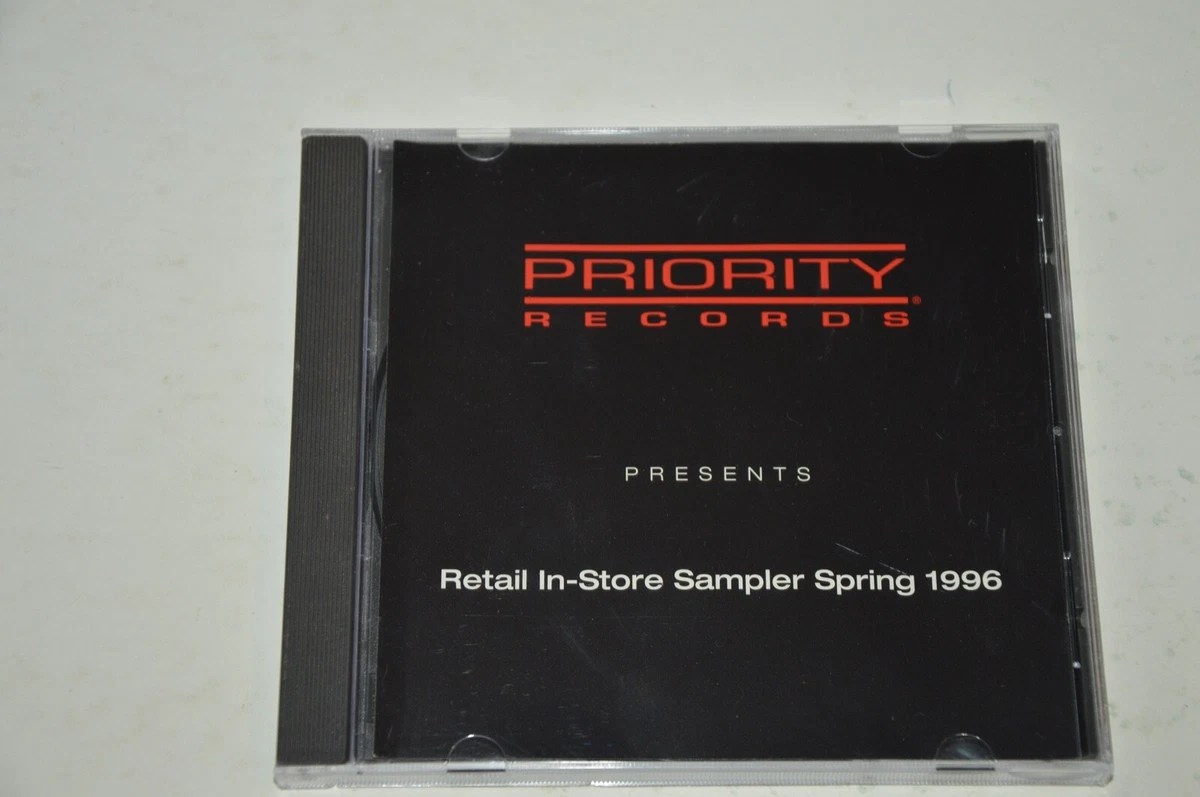 PRIORITY
RECORDS®
PRESENTS
Retail In-Store Sampler Spring 1996